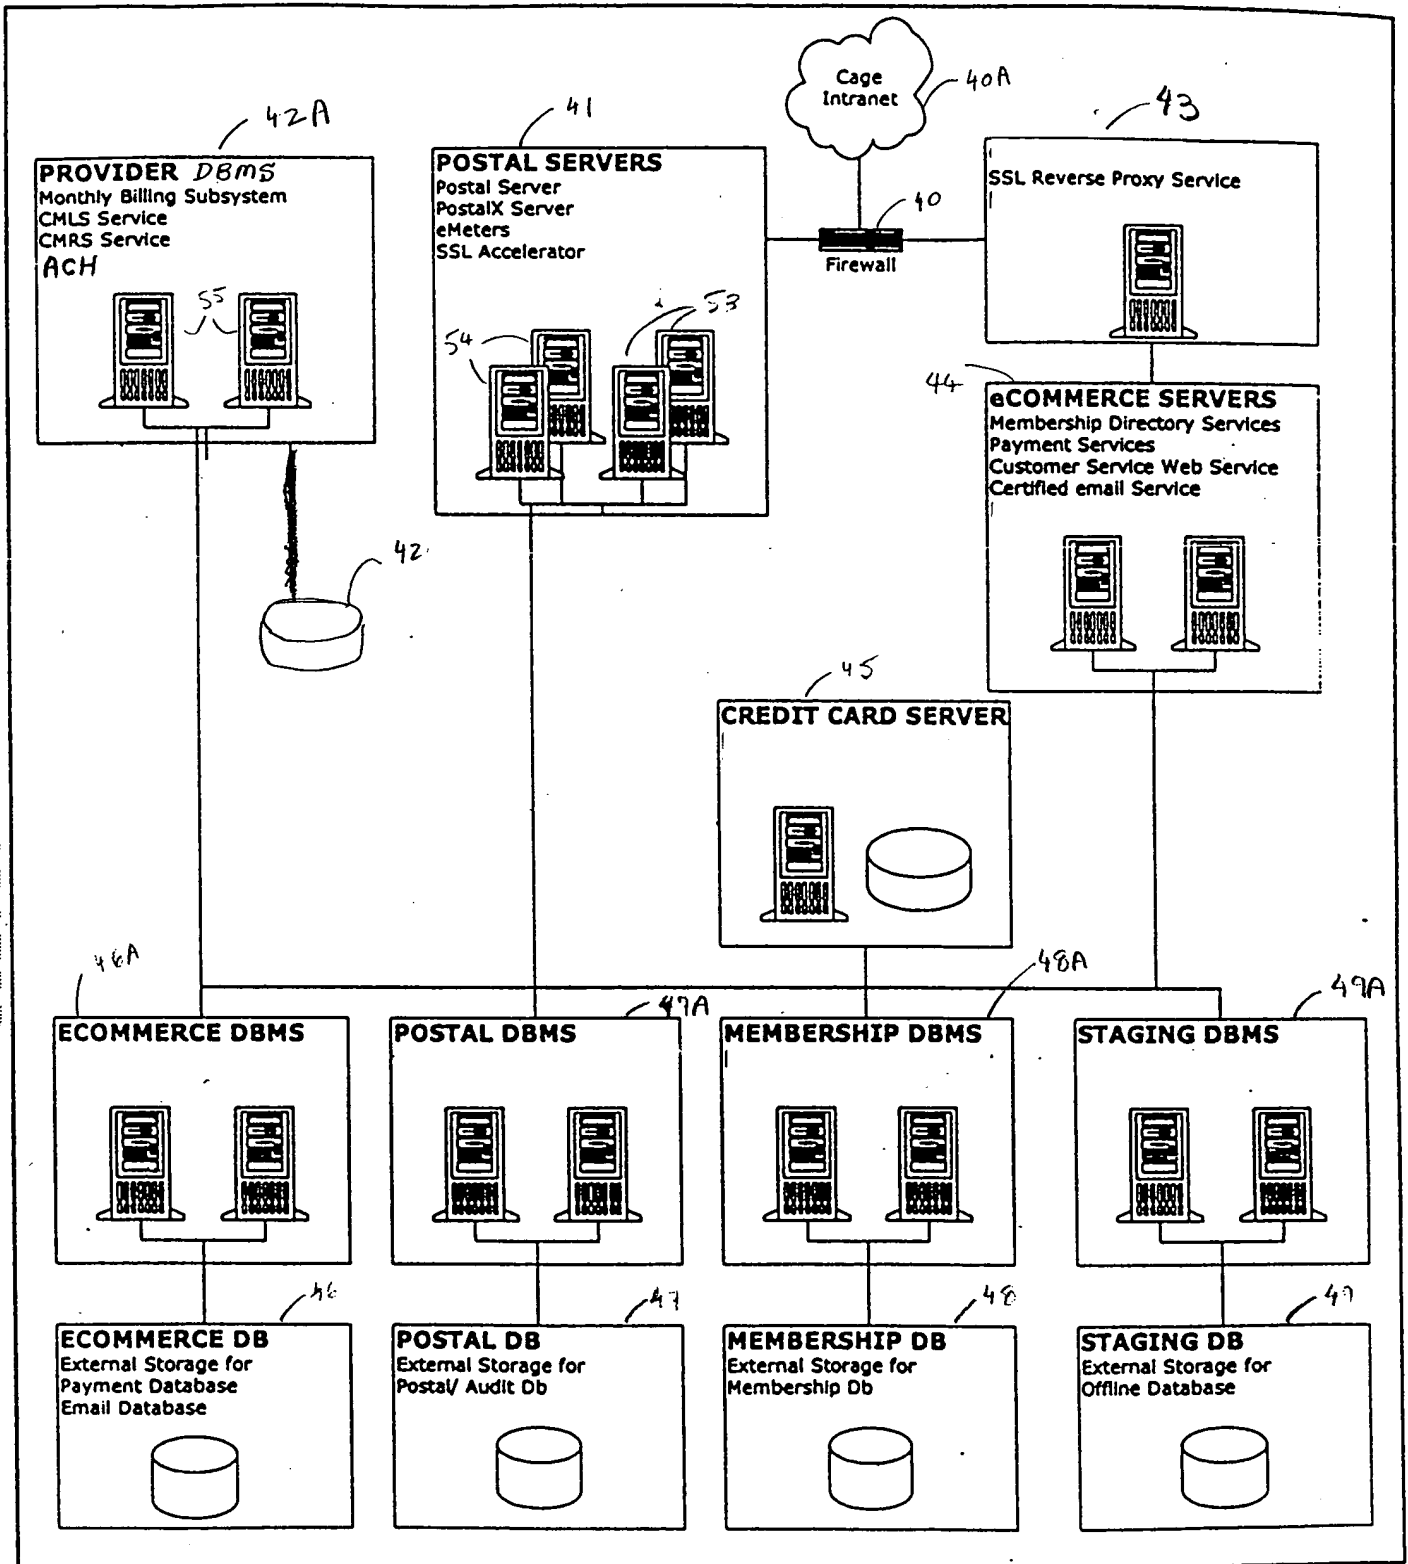 Cage
Intranet
40A
42A
41
43
PROVIDER DBMS
Monthly Billing Subsystem
CMLS Service
CMRS Service
ACH
55
POSTAL SERVERS
Postal Server
PostalX Server
eMeters
SSL Accelerator
54
53
40
Firewall
SSL Reverse Proxy Service
44
eCOMMERCE SERVERS
Membership Directory Services
Payment Services
Customer Service Web Service
Certified email Service
42
45
CREDIT CARD SERVER
46A
47A
48A
49A
ECOMMERCE DBMS
POSTAL DBMS
MEMBERSHIP DBMS
STAGING DBMS
46
47
48
49
ECOMMERCE DB
External Storage for
Payment Database
Email Database
POSTAL DB
External Storage for
Postal/ Audit Db
MEMBERSHIP DB
External Storage for
Membership Db
STAGING DB
External Storage for
Offline Database